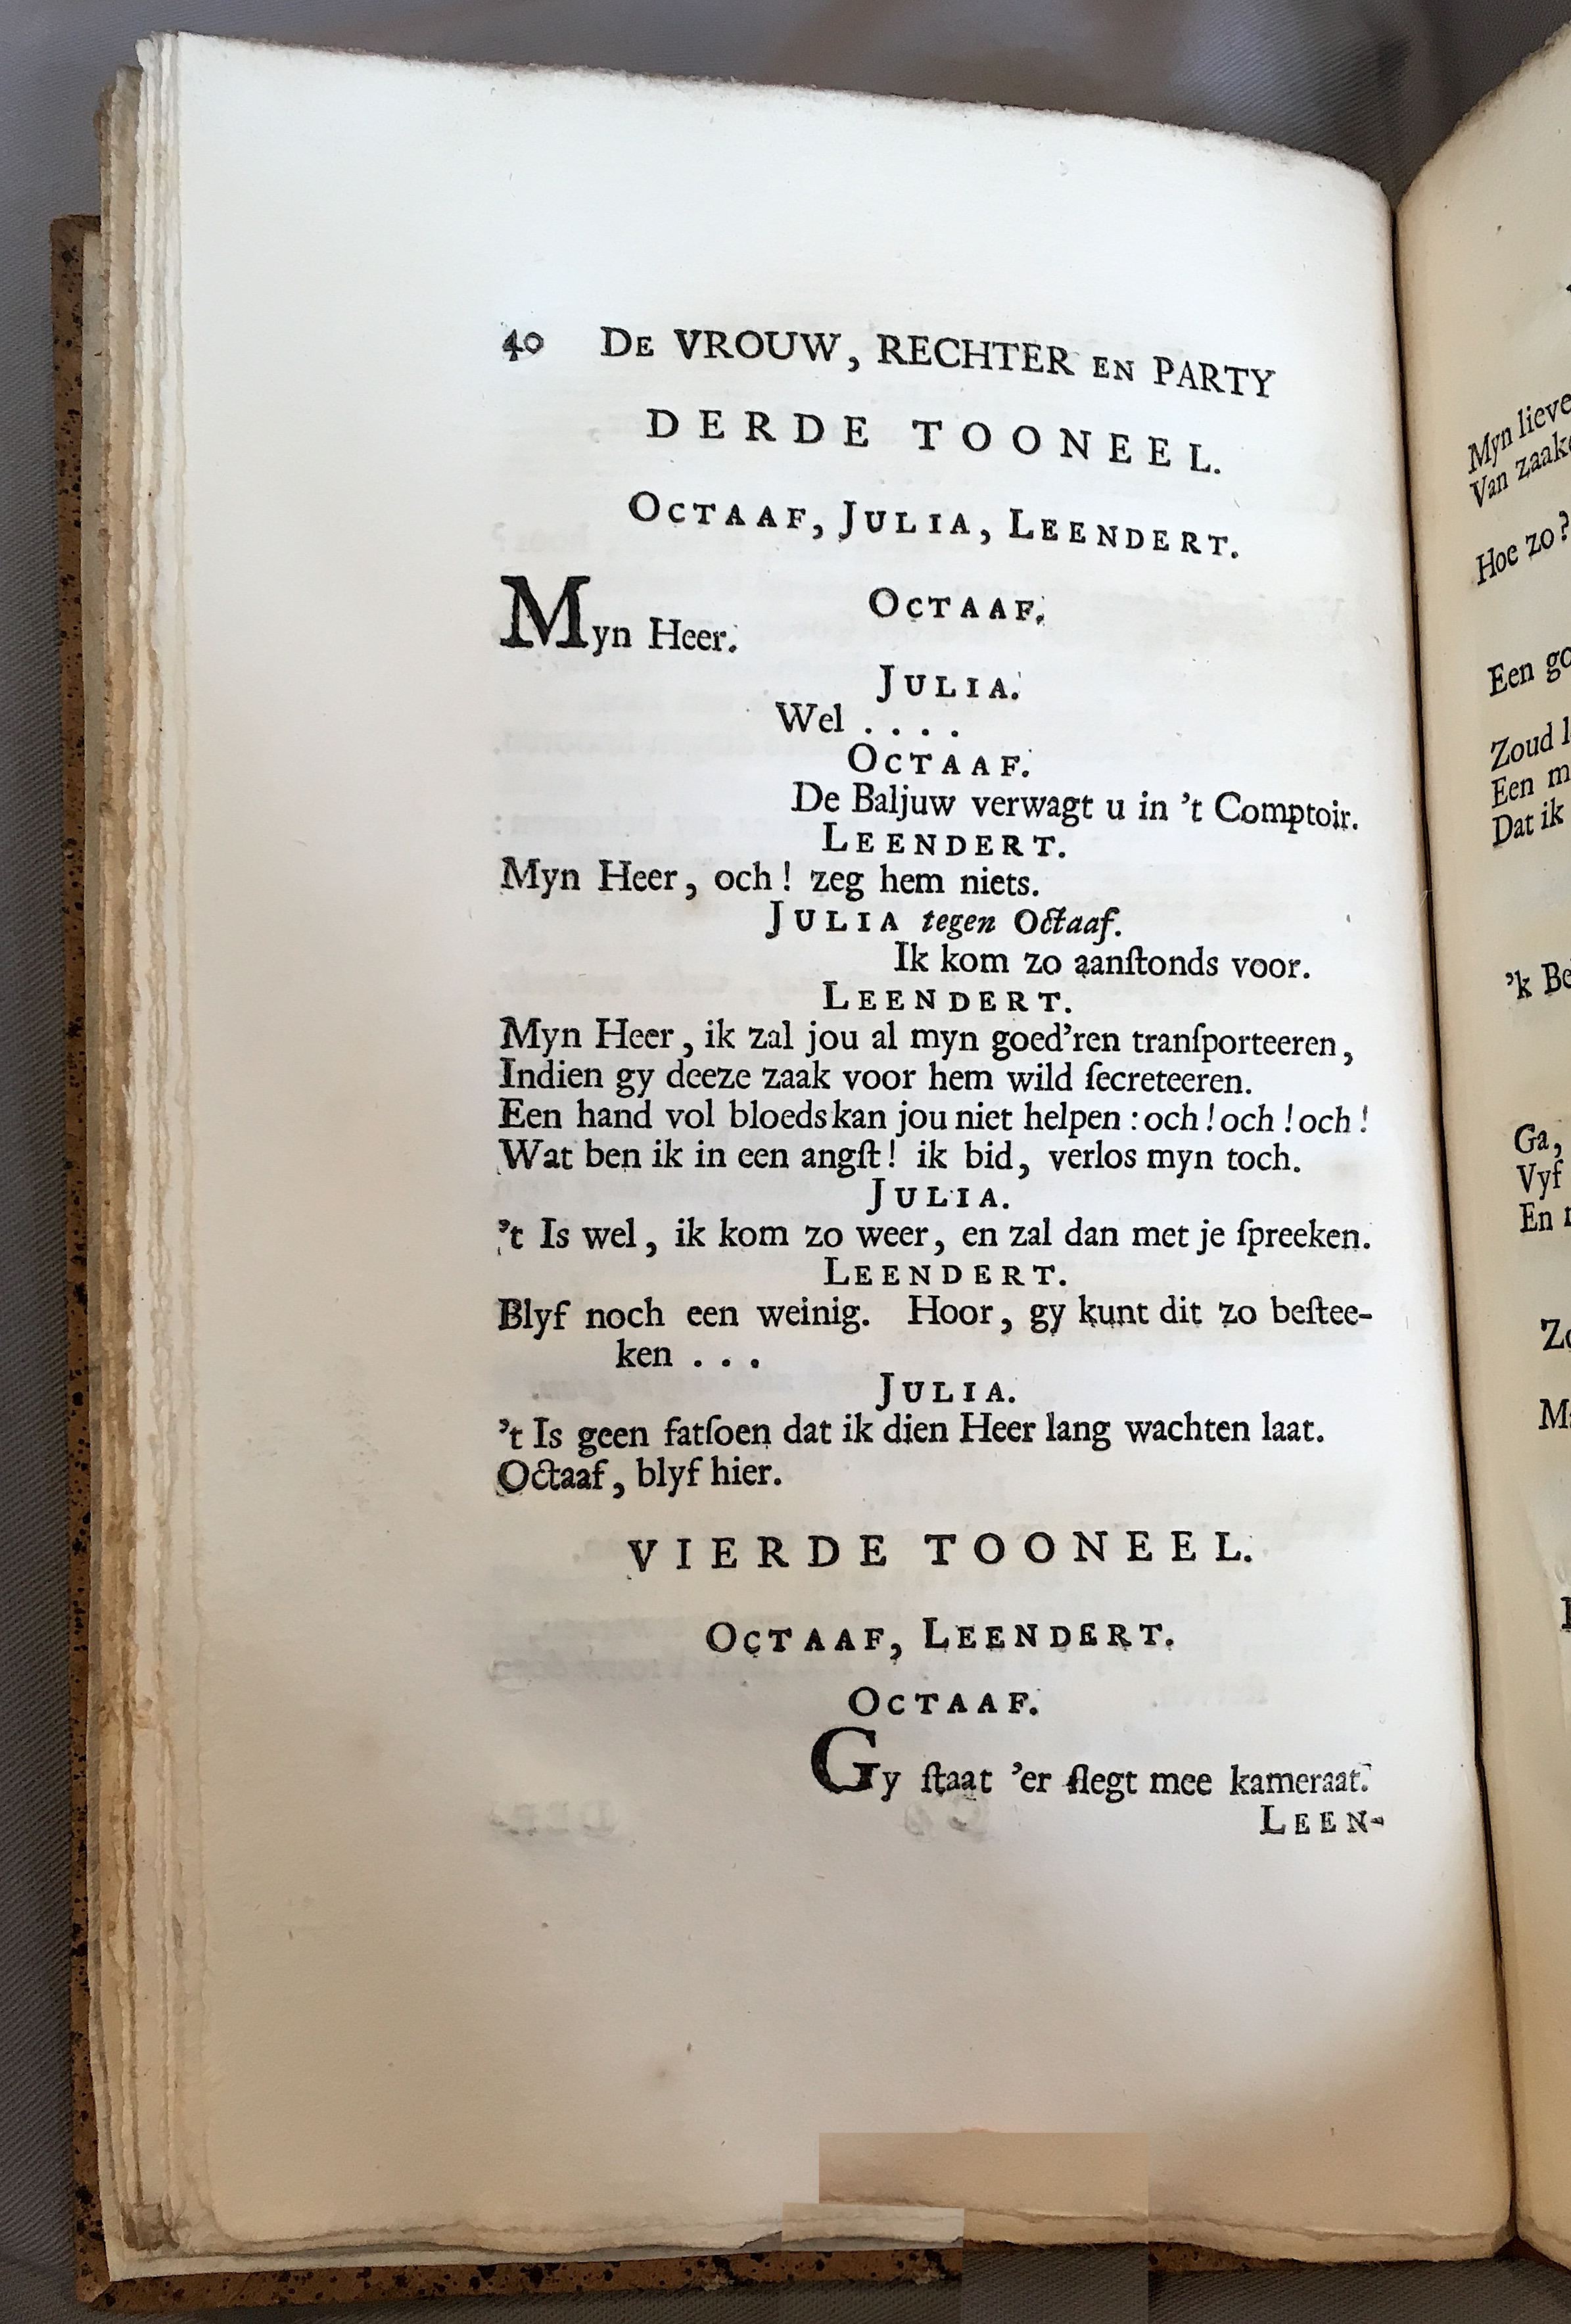 40 De VROUW, RECHTER EN PARTY
DERDE TOONEEL.
OCTAAF, JULIA, LEENDERT.
OCTAAF.
Myn Heer.
JULIA.
Wel . . . .
OCTAAF.
De Baljuw verwagt u in ’t Comptoir.
LEENDERT.
Myn Heer, och! zeg hem niets.
JULIA tegen Octaaf.
Ik kom zo aanſtonds voor.
LEENDERT.
Myn Heer, ik zal jou al myn goed’ren tranſporteeren,
Indien gy deeze zaak voor hem wild ſecreteeren.
Een hand vol bloeds kan jou niet helpen: och! och! och!
Wat ben ik in een angſt! ik bid, verlos myn toch.
JULIA.
’t Is wel, ik kom zo weer, en zal dan met je ſpreeken.
LEENDERT.
Blyf noch een weinig. Hoor, gy kunt dit zo beſtee-
ken . . .
JULIA.
’t Is geen fatſoen dat ik dien Heer lang wachten laat.
Octaaf, blyf hier.
VIERDE TOONEEL.
OCTAAF, LEENDERT.
OCTAAF.
Gy ſtaat ’er ſlegt mee kameraat.
LEEN-
Myn lieve
Van zaak
Hoe zo?
Een go
Zoud
Een m
Dat ik
’k Be
Ga,
Vyf
En
Zo